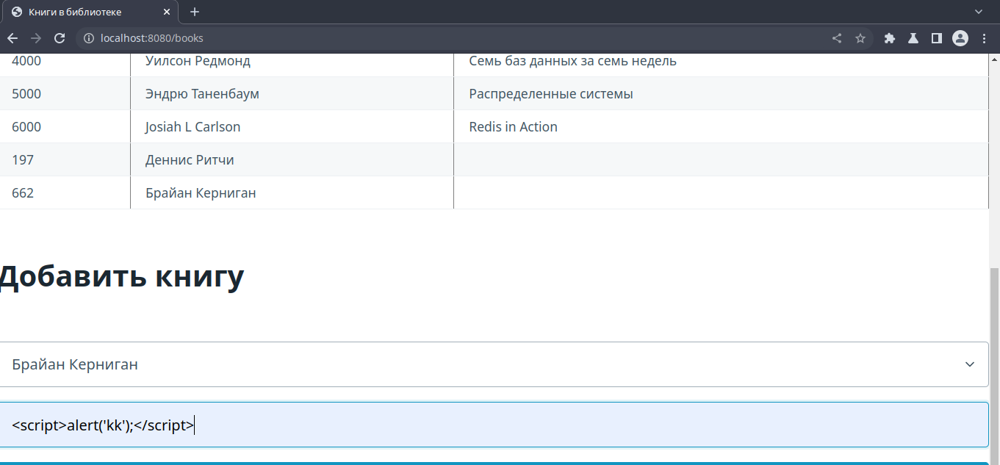 Книги в библиотеке
localhost:8080/books
4000 Уилсон Редмонд Семь баз данных за семь недель
5000 Эндрю Таненбаум Распределенные системы
6000 Josiah L Carlson Redis in Action
197 Деннис Ритчи
662 Брайан Керниган
Добавить книгу
Брайан Керниган
<script>alert('kk');</script>